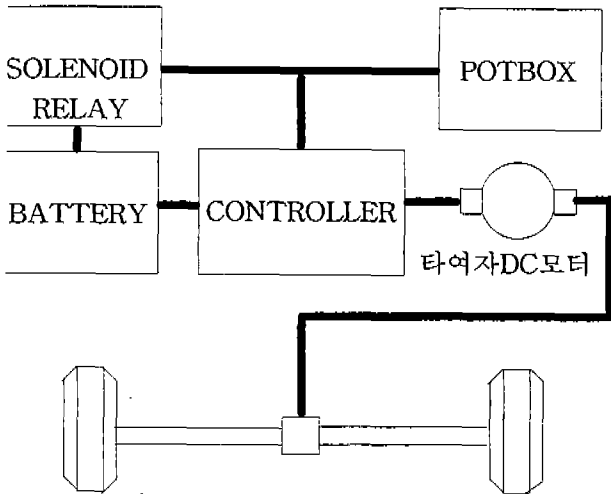 SOLENOID
RELAY
POTBOX
BATTERY
CONTROLLER
타여자DC모터